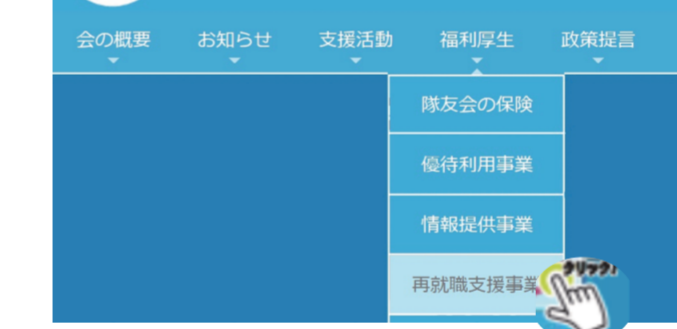 会の概要 お知らせ 支援活動 福利厚生 政策提言
隊友会の保険
優待利用事業
情報提供事業
再就職支援事業
クリック!